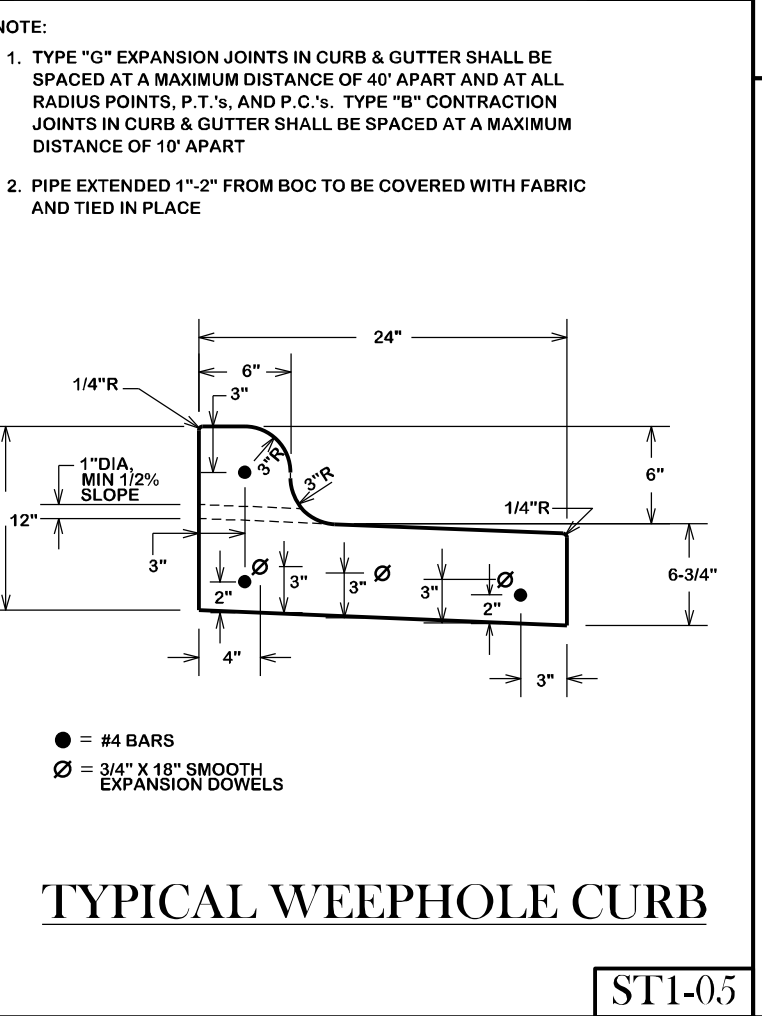 NOTE:
1. TYPE "G" EXPANSION JOINTS IN CURB & GUTTER SHALL BE
SPACED AT A MAXIMUM DISTANCE OF 40' APART AND AT ALL
RADIUS POINTS, P.T.'s, AND P.C.'s. TYPE "B" CONTRACTION
JOINTS IN CURB & GUTTER SHALL BE SPACED AT A MAXIMUM
DISTANCE OF 10' APART
2. PIPE EXTENDED 1"-2" FROM BOC TO BE COVERED WITH FABRIC
AND TIED IN PLACE
24"
6"
1/4"R
3"
3"R
3"R
1"DIA,
MIN 1/2%
SLOPE
6"
1/4"R
12"
3"
6-3/4"
3"
3"
3"
2"
2"
4"
3"
= #4 BARS
= 3/4" X 18" SMOOTH
EXPANSION DOWELS
TYPICAL WEEPHOLE CURB
ST1-05